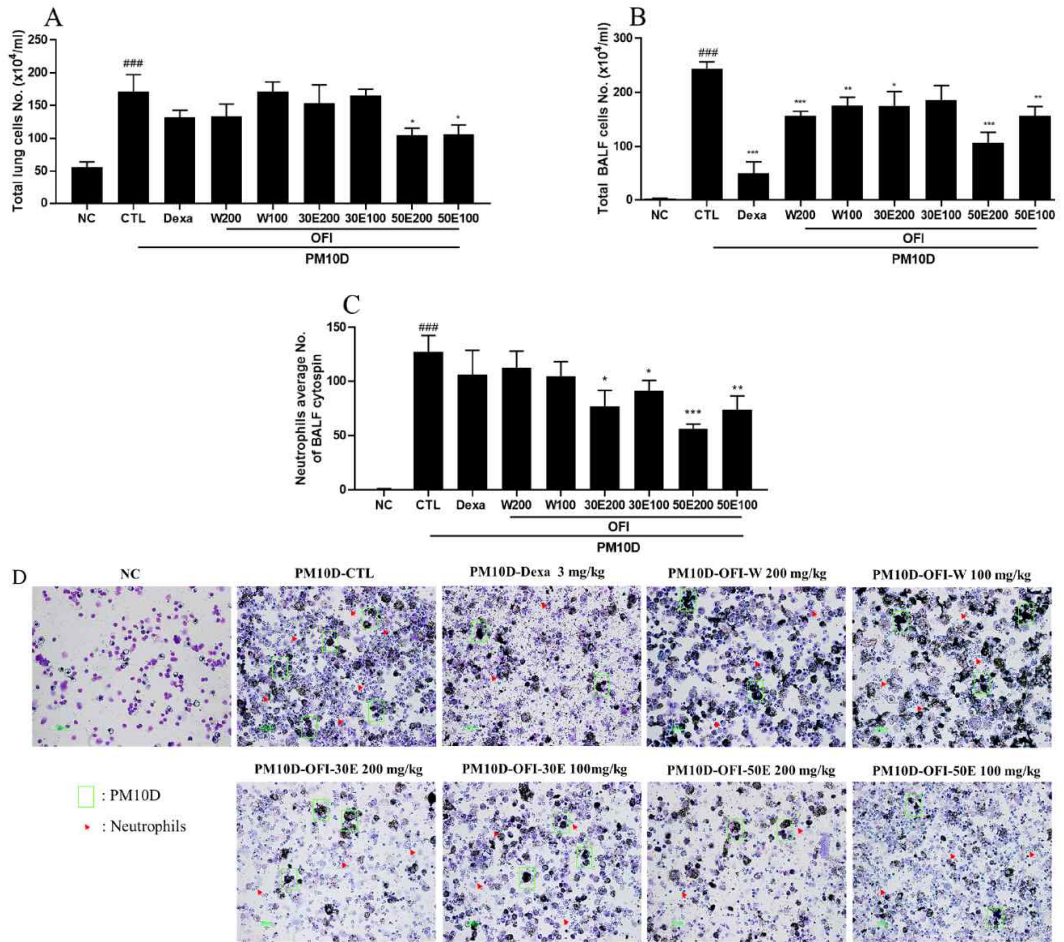 A
Total lung cells No. (x10⁴/ml)
250
200
150
100
50
0
###
*
*
NC CTL Dexa W200 W100 30E200 30E100 50E200 50E100
OFI
PM10D
B
Total BALF cells No. (x10⁴/ml)
300
200
100
0
###
***
***
**
*
***
**
NC CTL Dexa W200 W100 30E200 30E100 50E200 50E100
OFI
PM10D
C
Neutrophils average No.
of BALF cytospin
150
100
50
0
###
*
*
***
**
NC CTL Dexa W200 W100 30E200 30E100 50E200 50E100
OFI
PM10D
D
NC
PM10D-CTL
PM10D-Dexa 3 mg/kg
PM10D-OFI-W 200 mg/kg
PM10D-OFI-W 100 mg/kg
PM10D-OFI-30E 200 mg/kg
PM10D-OFI-30E 100mg/kg
PM10D-OFI-50E 200 mg/kg
PM10D-OFI-50E 100 mg/kg
: PM10D
: Neutrophils